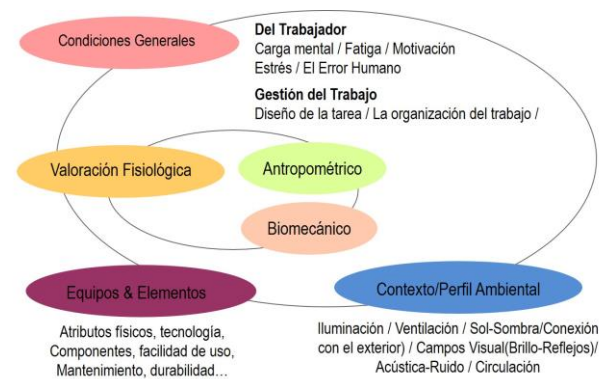 Condiciones Generales
Del Trabajador
Carga mental / Fatiga / Motivación
Estrés / El Error Humano
Gestión del Trabajo
Diseño de la tarea / La organización del trabajo /
Valoración Fisiológica
Antropométrico
Biomecánico
Equipos & Elementos
Atributos físicos, tecnología,
Componentes, facilidad de uso,
Mantenimiento, durabilidad...
Contexto/Perfil Ambiental
Iluminación / Ventilación / Sol-Sombra/Conexión
con el exterior) / Campos Visual(Brillo-Reflejos)/
Acústica-Ruido / Circulación